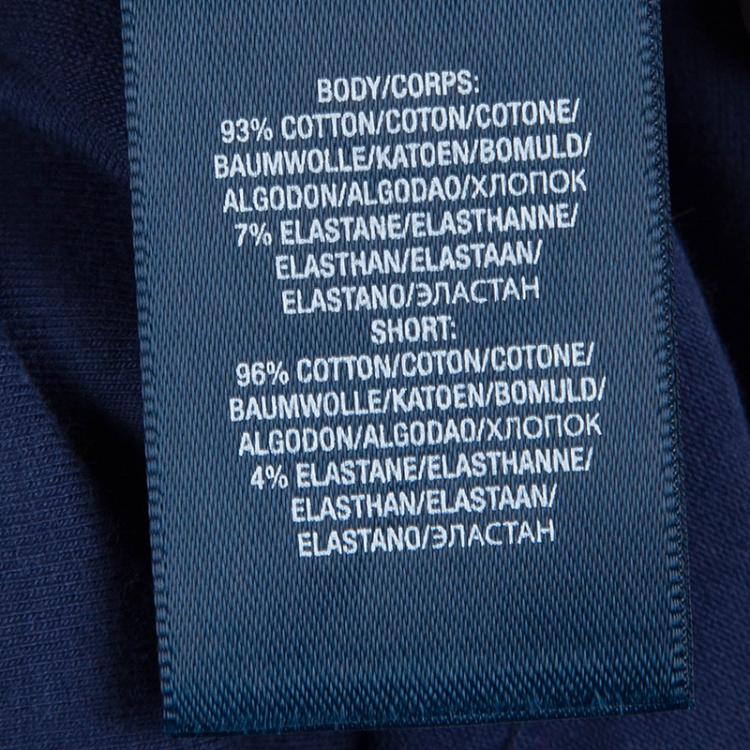 BODY/CORPS:
93% COTTON/COTON/COTONE/
BAUMWOLLE/KATOEN/BOMULD/
ALGODON/ALGODAO/ХЛОПОК
7% ELASTANE/ELASTHANNE/
ELASTHAN/ELASTAAN/
ELASTANO/ЭЛАСТАН
SHORT:
96% COTTON/COTON/COTONE/
BAUMWOLLE/KATOEN/BOMULD/
ALGODON/ALGODAO/ХЛОПОК
4% ELASTANE/ELASTHANNE/
ELASTHAN/ELASTAAN/
ELASTANO/ЭЛАСТАН